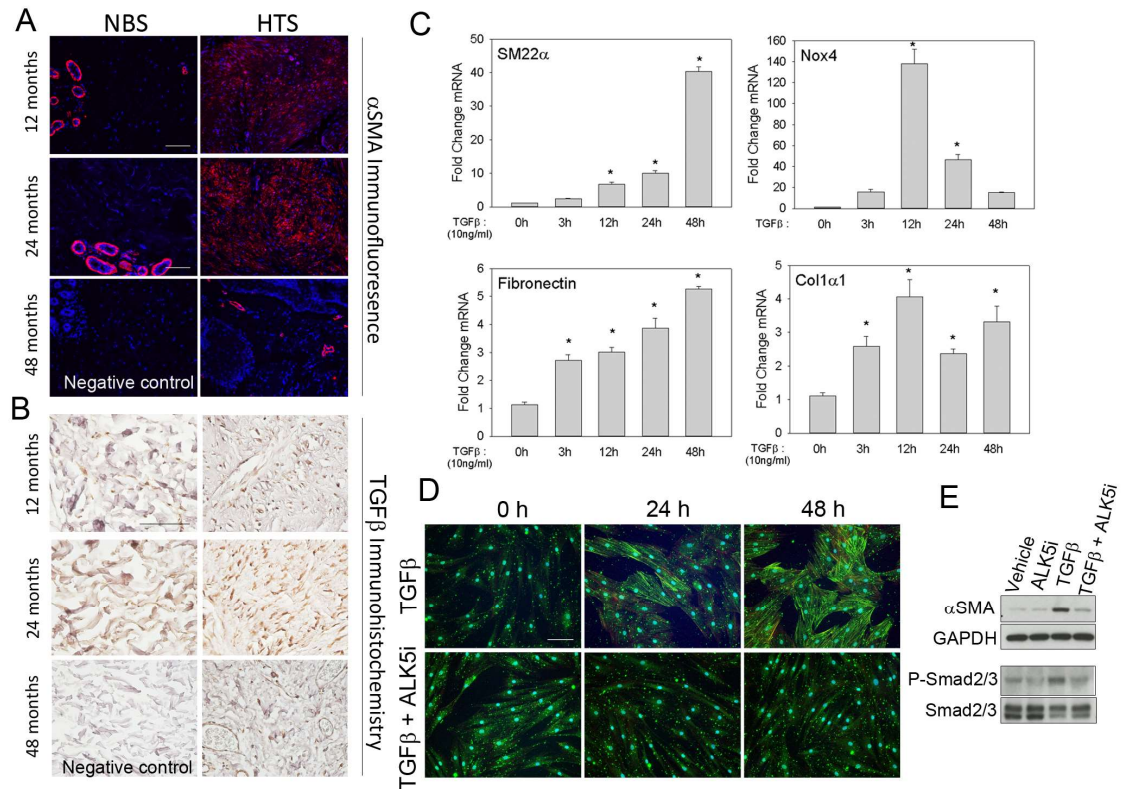 A
NBS
HTS
12 months
24 months
48 months
Negative control
αSMA Immunofluoresence
B
12 months
24 months
48 months
Negative control
TGFβ Immunohistochemistry
C
SM22α
Fold Change mRNA
50
40
30
20
10
0
TGFβ : 0h 3h 12h 24h 48h
(10ng/ml)
* * *
Nox4
Fold Change mRNA
160
140
120
100
80
60
40
20
0
TGFβ : 0h 3h 12h 24h 48h
(10ng/ml)
* *
Fibronectin
Fold Change mRNA
6
5
4
3
2
1
0
TGFβ : 0h 3h 12h 24h 48h
(10ng/ml)
* * * *
Col1α1
Fold Change mRNA
6
5
4
3
2
1
0
TGFβ : 0h 3h 12h 24h 48h
(10ng/ml)
* * * *
D
0 h 24 h 48 h
TGFβ
TGFβ + ALK5i
E
Vehicle
ALK5i
TGFβ
TGFβ + ALK5i
αSMA
GAPDH
P-Smad2/3
Smad2/3